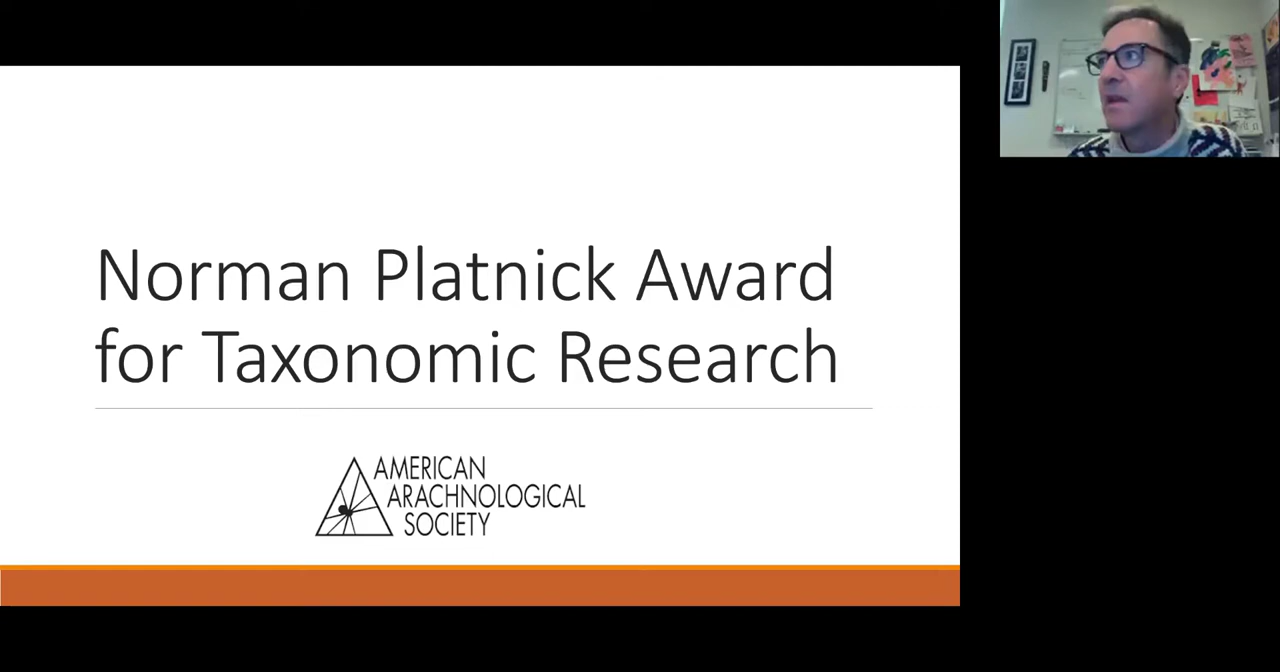 Norman Platnick Award
for Taxonomic Research
AMERICAN
ARACHNOLOGICAL
SOCIETY